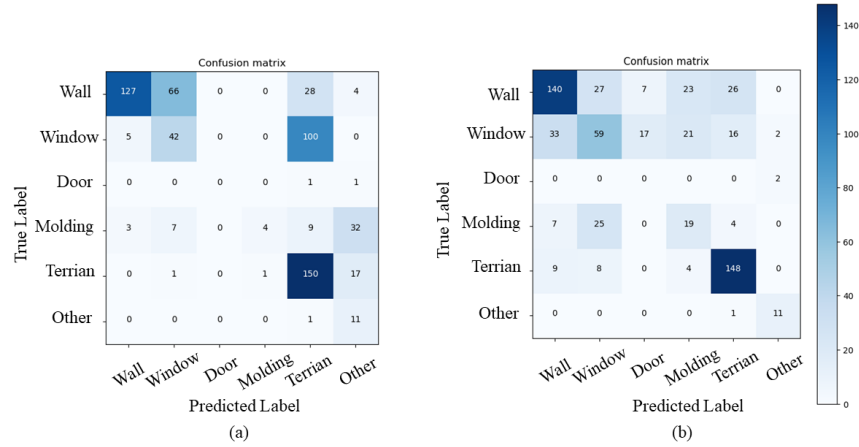 Confusion matrix
True Label
Wall 127 66 0 0 28 4
Window 5 42 0 0 100 0
Door 0 0 0 0 1 1
Molding 3 7 0 4 9 32
Terrian 0 1 0 1 150 17
Other 0 0 0 0 1 11
Wall Window Door Molding Terrian Other
Predicted Label
(a)
Confusion matrix
True Label
Wall 140 27 7 23 26 0
Window 33 59 17 21 16 2
Door 0 0 0 0 0 2
Molding 7 25 0 19 4 0
Terrian 9 8 0 4 148 0
Other 0 0 0 0 1 11
Wall Window Door Molding Terrian Other
Predicted Label
(b)
140
120
100
80
60
40
20
0